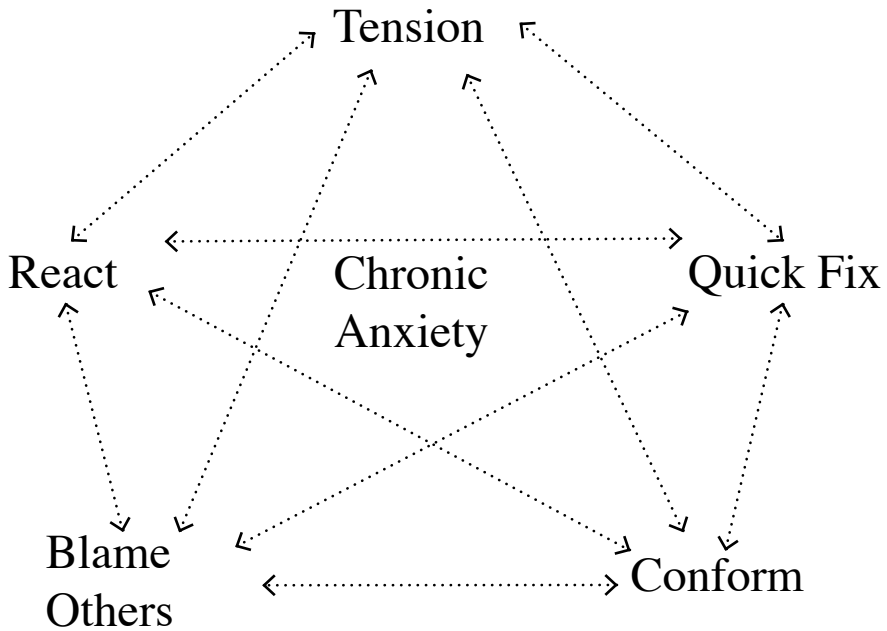 Tension
React
Chronic
Anxiety
Quick Fix
Blame
Others
Conform